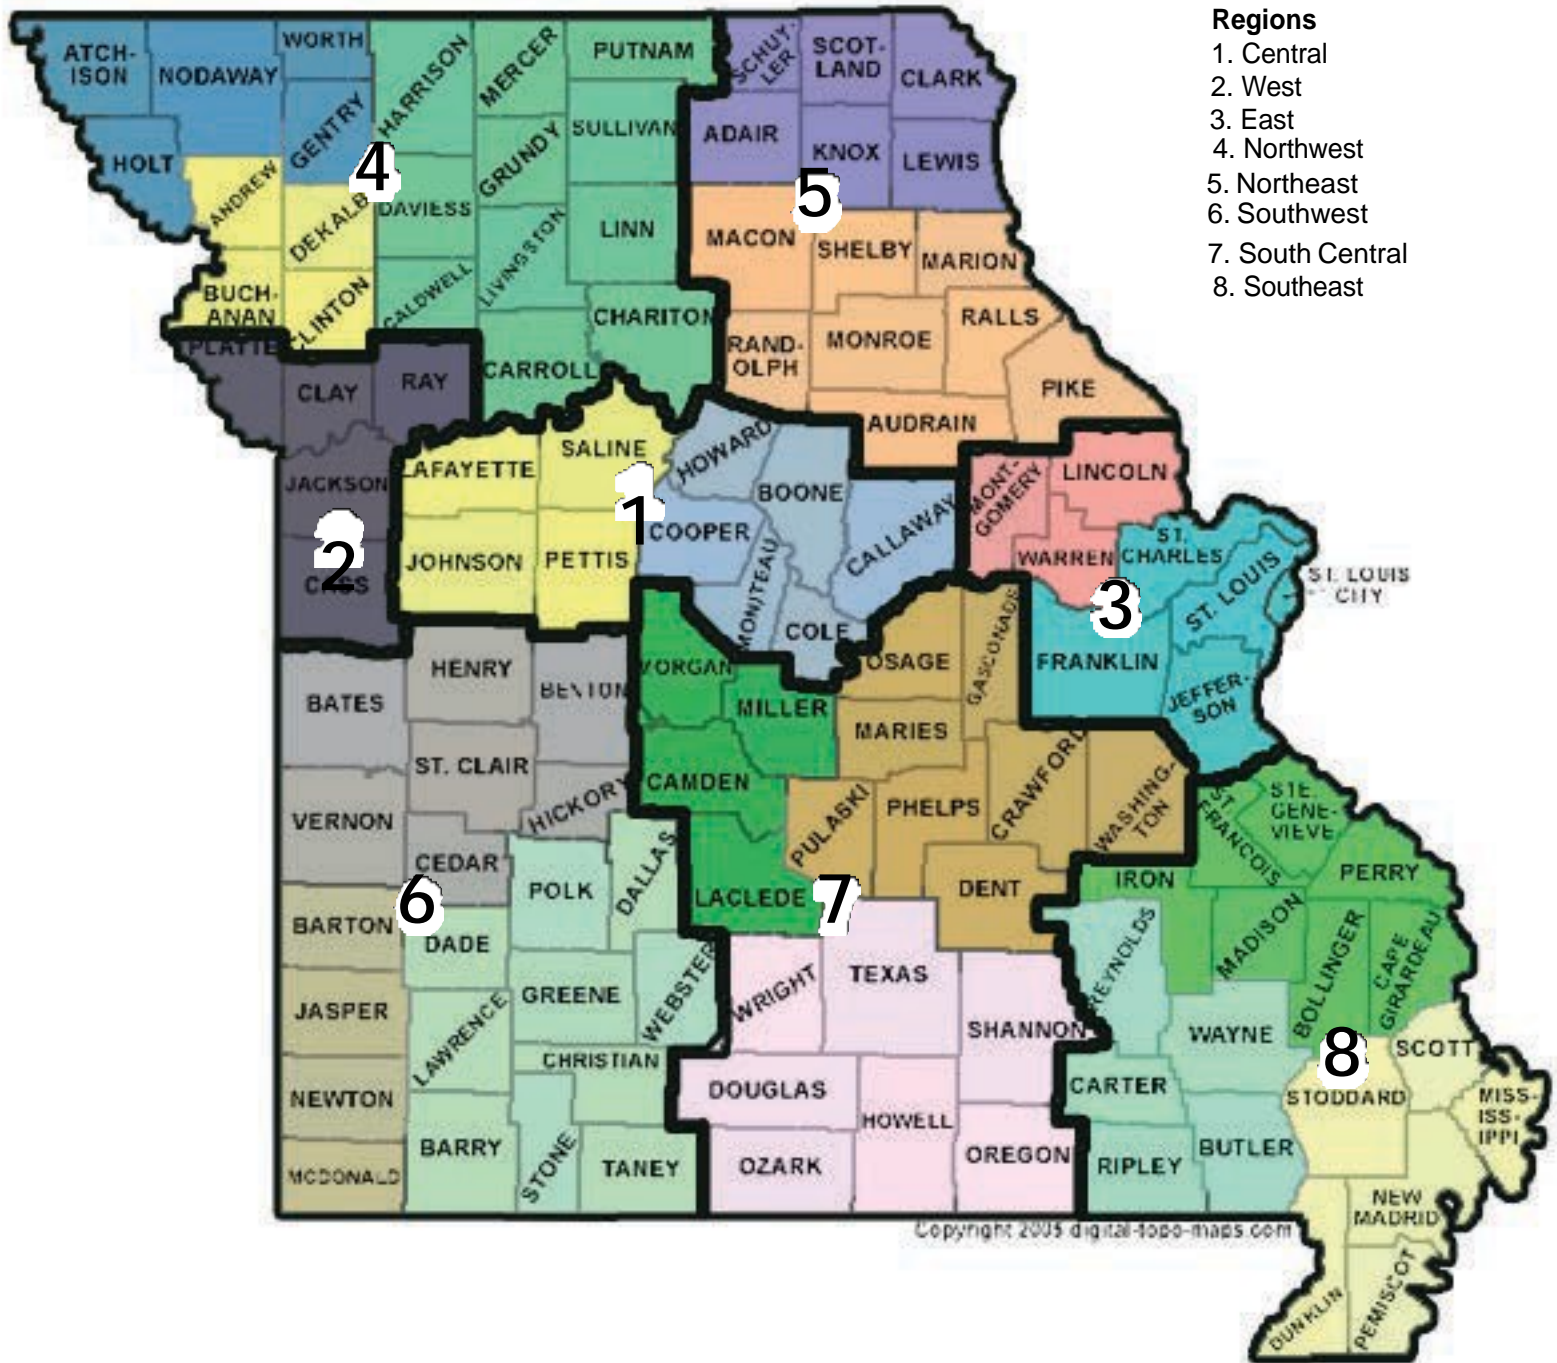 Regions
1. Central
2. West
3. East
4. Northwest
5. Northeast
6. Southwest
7. South Central
8. Southeast
ATCH-
ISON
NODAWAY
WORTH
HARRISON
MERCER
PUTNAM
SCHUY-
LER
SCOT-
LAND
CLARK
HOLT
GENTRY
GRUNDY
SULLIVAN
ADAIR
KNOX
LEWIS
4
5
ANDREW
DEKALB
DAVIESS
LIVINGSTON
LINN
MACON
SHELBY
MARION
BUCH-
ANAN
CLINTON
CALDWELL
CHARITON
RAND-
OLPH
MONROE
RALLS
PLATTE
CLAY
RAY
CARROLL
AUDRAIN
PIKE
JACKSON
LAFAYETTE
SALINE
HOWARD
BOONE
MONT-
GOMERY
LINCOLN
1
2
CASS
JOHNSON
PETTIS
COOPER
MONITEAU
CALLAWAY
COLE
WARREN
ST.
CHARLES
ST. LOUIS
ST. LOUIS
CITY
3
BATES
HENRY
BENTON
MORGAN
MILLER
OSAGE
GASCONADE
FRANKLIN
JEFFER-
SON
ST. CLAIR
CAMDEN
MARIES
VERNON
HICKORY
PULASKI
PHELPS
CRAWFORD
WASHING-
TON
ST.
FRANCOIS
STE.
GENE-
VIEVE
CEDAR
POLK
DALLAS
LACLEDE
DENT
IRON
PERRY
6
7
BARTON
DADE
WEBSTER
WRIGHT
TEXAS
REYNOLDS
MADISON
BOLLINGER
CAPE
GIRARDEAU
JASPER
LAWRENCE
GREENE
SHANNON
WAYNE
8
SCOTT
CHRISTIAN
NEWTON
DOUGLAS
HOWELL
CARTER
STODDARD
MISS-
ISS-
IPPI
MCDONALD
BARRY
STONE
TANEY
OZARK
OREGON
RIPLEY
BUTLER
NEW
MADRID
Copyright 2005 digital-topo-maps.com
DUNKLIN
PEMISCOT